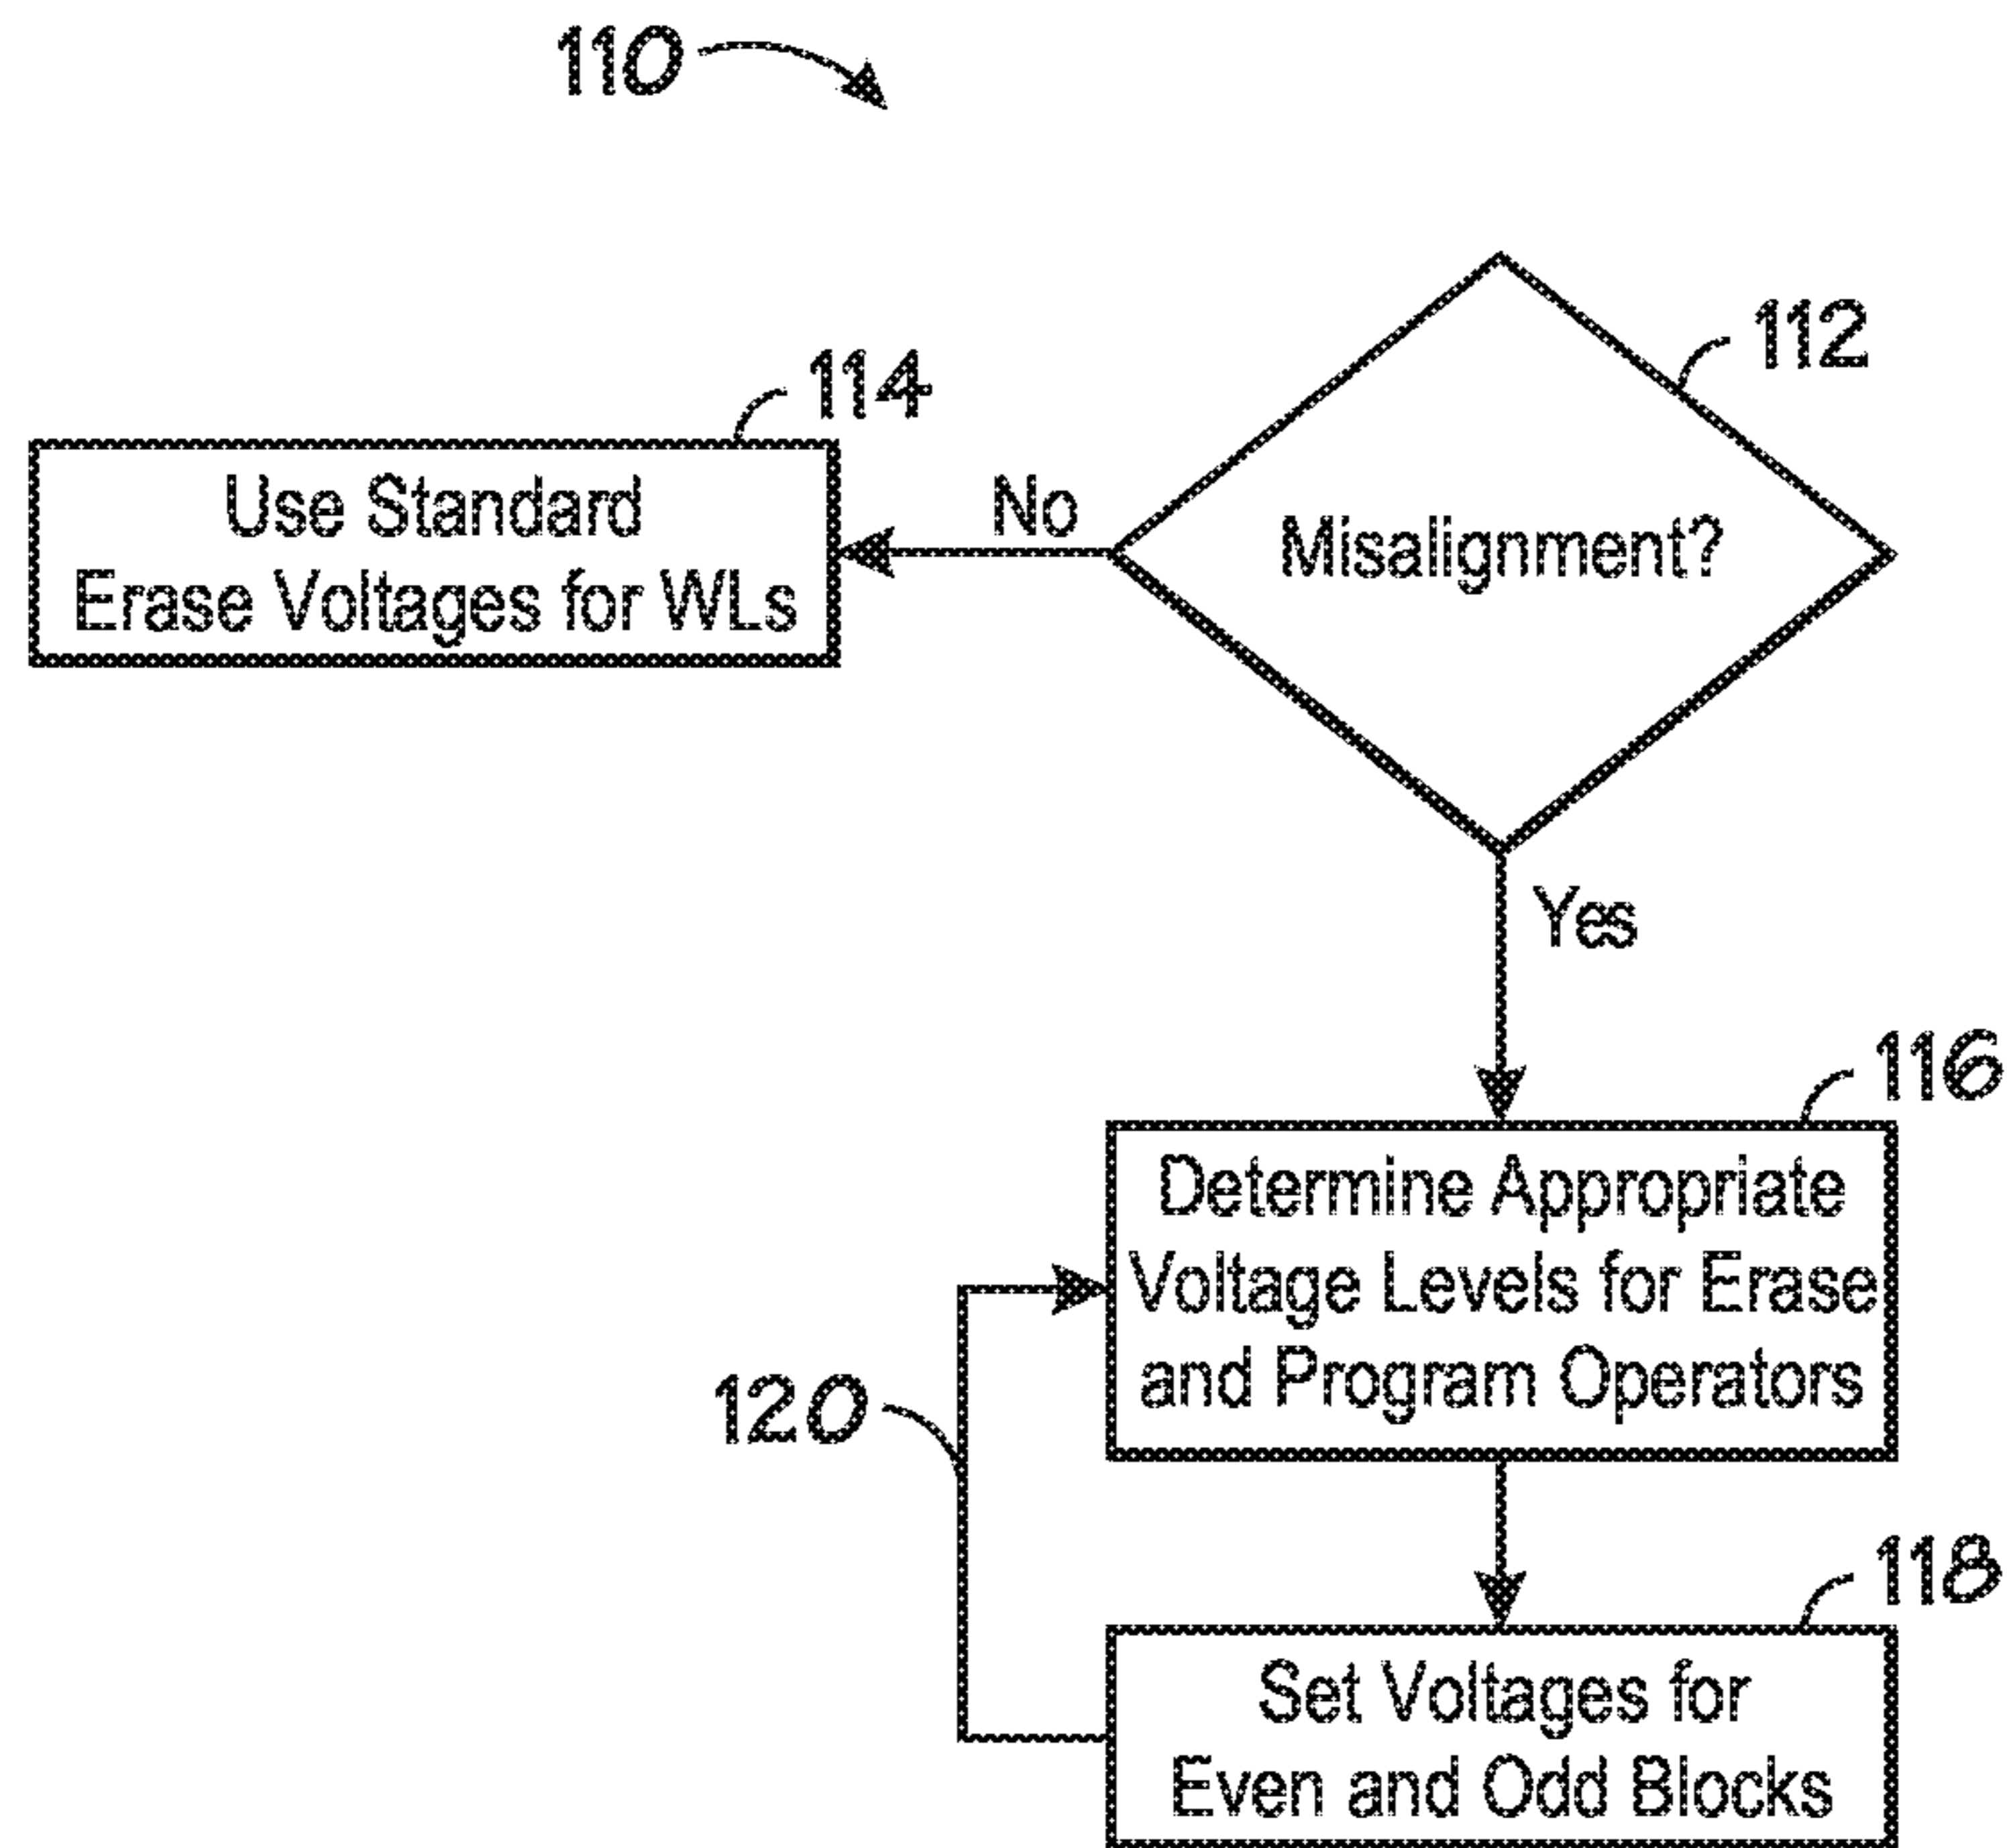 110
112
114
Use Standard
Erase Voltages for WLs
No
Misalignment?
Yes
116
Determine Appropriate
Voltage Levels for Erase
and Program Operators
120
118
Set Voltages for
Even and Odd Blocks